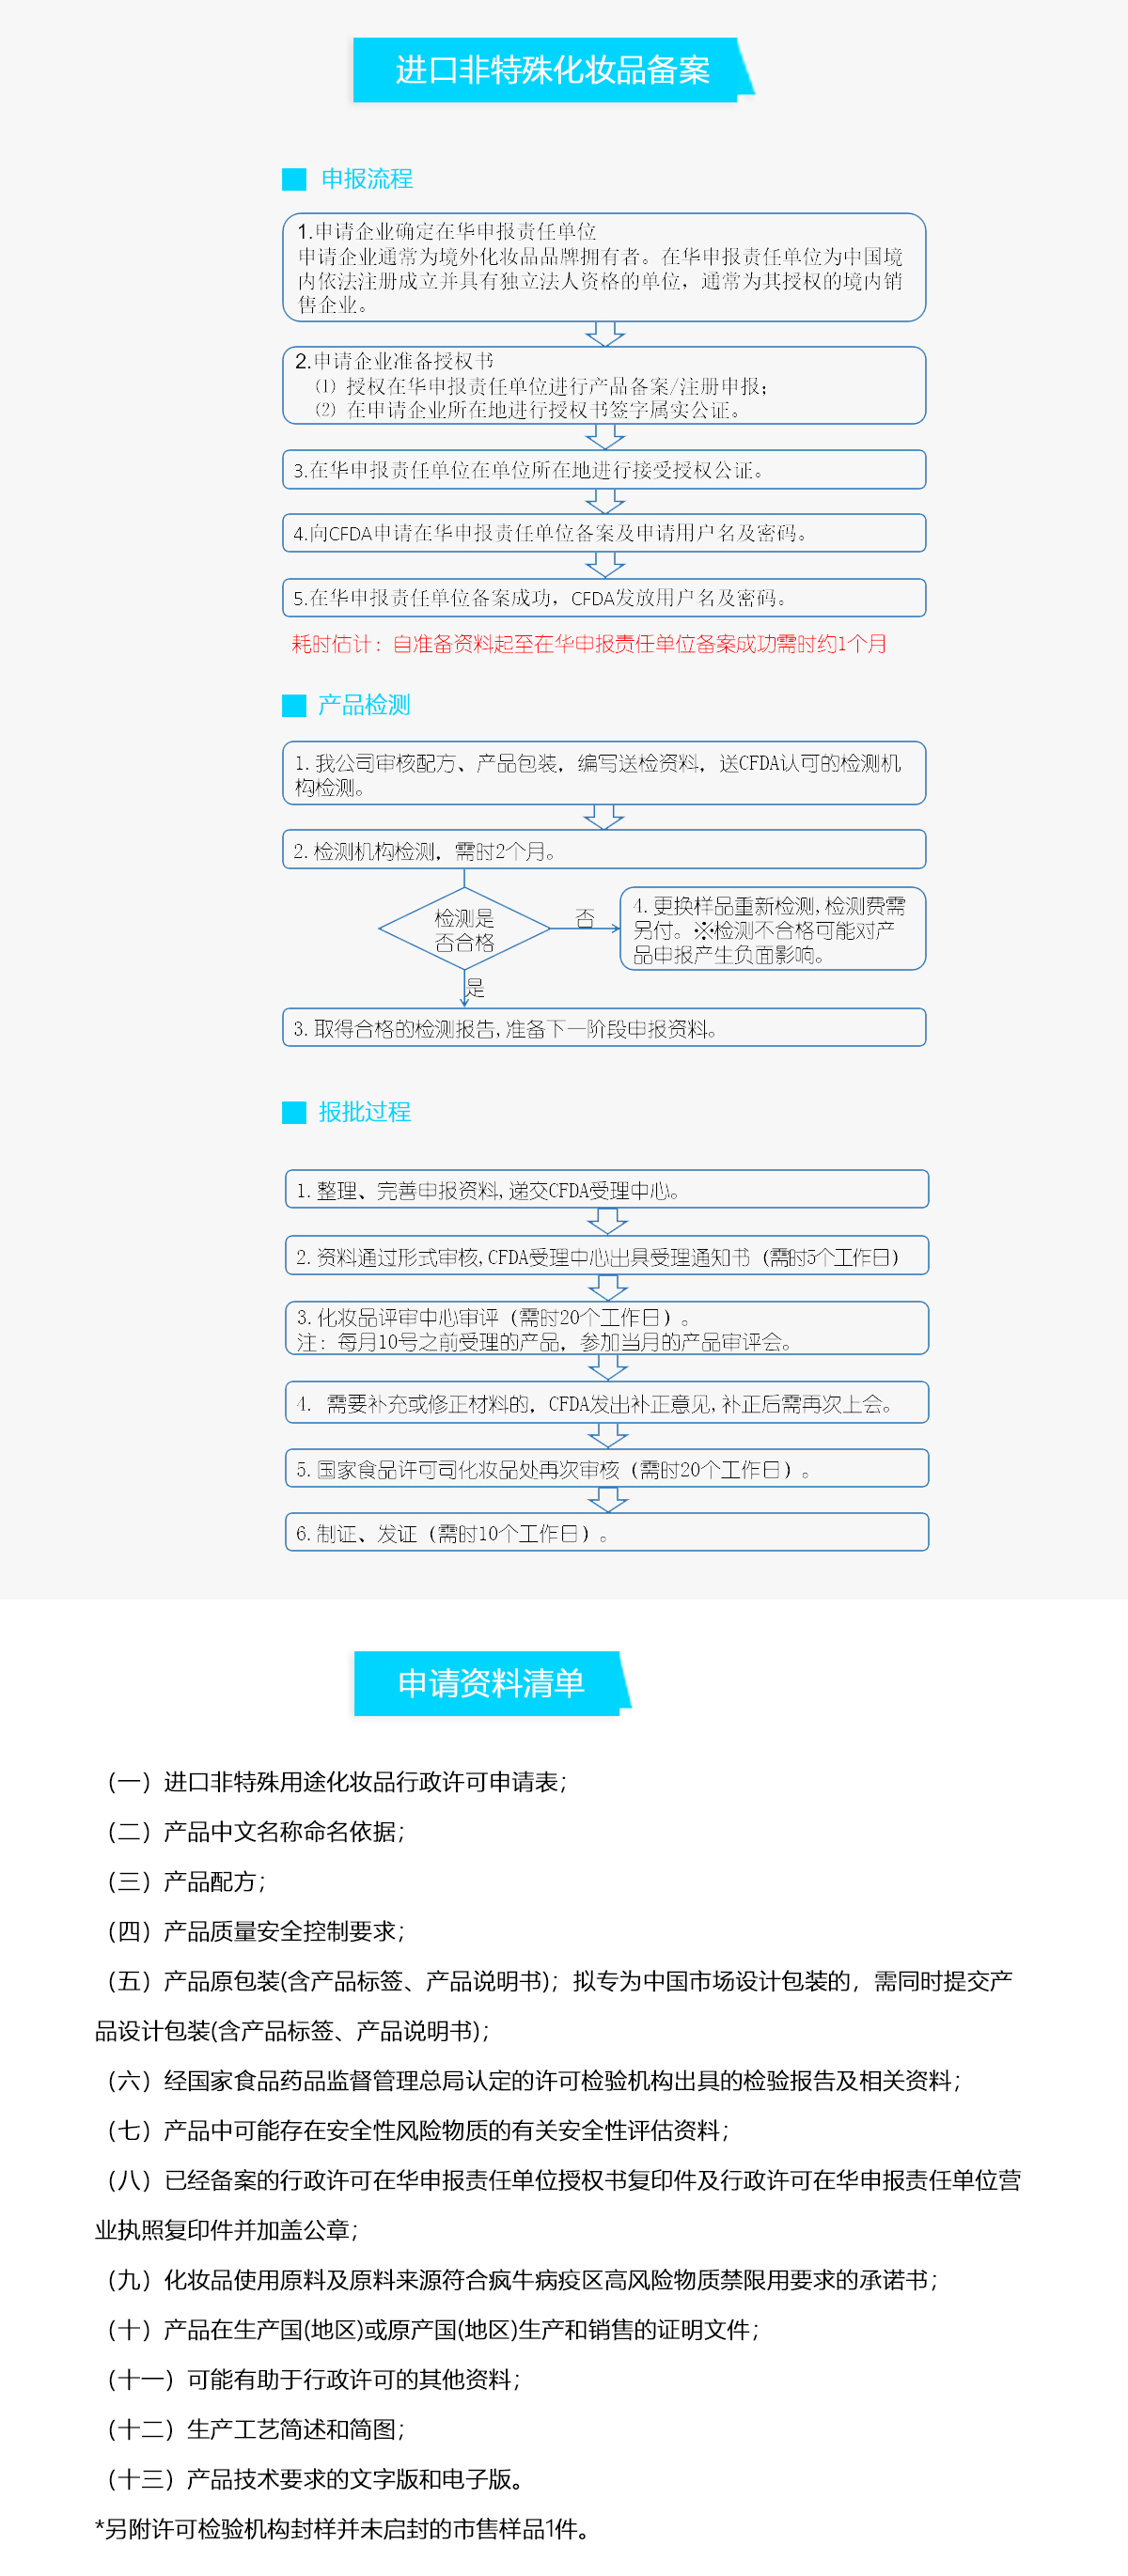 进口非特殊化妆品备案
申报流程
1.申请企业确定在华申报责任单位
申请企业通常为境外化妆品品牌拥有者。在华申报责任单位为中国境
内依法注册成立并具有独立法人资格的单位，通常为其授权的境内销
售企业。
2.申请企业准备授权书
⑴ 授权在华申报责任单位进行产品备案/注册申报；
⑵ 在申请企业所在地进行授权书签字属实公证。
3.在华申报责任单位在单位所在地进行接受授权公证。
4.向CFDA申请在华申报责任单位备案及申请用户名及密码。
5.在华申报责任单位备案成功，CFDA发放用户名及密码。
耗时估计：自准备资料起至在华申报责任单位备案成功需时约1个月
产品检测
1.我公司审核配方、产品包装，编写送检资料，送CFDA认可的检测机
构检测。
2.检测机构检测，需时2个月。
检测是
否合格
否
4.更换样品重新检测,检测费需
另付。※检测不合格可能对产
品申报产生负面影响。
是
3.取得合格的检测报告,准备下一阶段申报资料。
报批过程
1.整理、完善申报资料,递交CFDA受理中心。
2.资料通过形式审核,CFDA受理中心出具受理通知书（需时5个工作日）
3.化妆品评审中心审评（需时20个工作日）。
注：每月10号之前受理的产品，参加当月的产品审评会。
4. 需要补充或修正材料的，CFDA发出补正意见,补正后需再次上会。
5.国家食品许可司化妆品处再次审核（需时20个工作日）。
6.制证、发证（需时10个工作日）。
申请资料清单
（一）进口非特殊用途化妆品行政许可申请表；
（二）产品中文名称命名依据；
（三）产品配方；
（四）产品质量安全控制要求；
（五）产品原包装(含产品标签、产品说明书)；拟专为中国市场设计包装的，需同时提交产
品设计包装(含产品标签、产品说明书)；
（六）经国家食品药品监督管理总局认定的许可检验机构出具的检验报告及相关资料；
（七）产品中可能存在安全性风险物质的有关安全性评估资料；
（八）已经备案的行政许可在华申报责任单位授权书复印件及行政许可在华申报责任单位营
业执照复印件并加盖公章；
（九）化妆品使用原料及原料来源符合疯牛病疫区高风险物质禁限用要求的承诺书；
（十）产品在生产国(地区)或原产国(地区)生产和销售的证明文件；
（十一）可能有助于行政许可的其他资料；
（十二）生产工艺简述和简图；
（十三）产品技术要求的文字版和电子版。
*另附许可检验机构封样并未启封的市售样品1件。